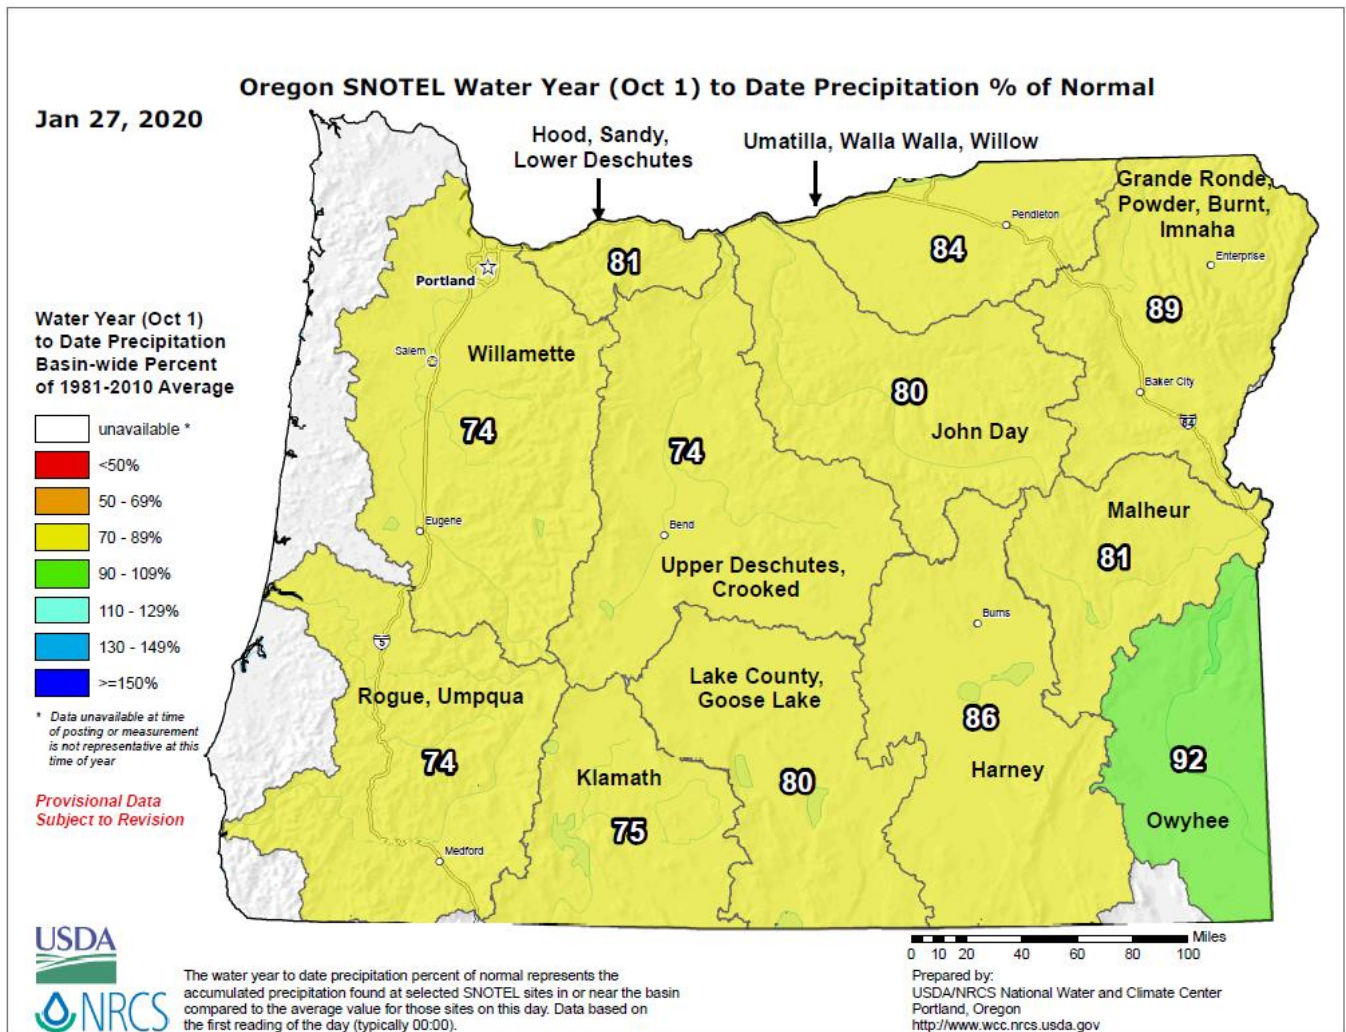 Oregon SNOTEL Water Year (Oct 1) to Date Precipitation % of Normal
Jan 27, 2020
Hood, Sandy,
Lower Deschutes
Umatilla, Walla Walla, Willow
Grande Ronde,
Powder, Burnt,
Imnaha
Pendleton
Enterprise
84
81
Portland
89
Water Year (Oct 1)
to Date Precipitation
Basin-wide Percent
of 1981-2010 Average
Salem
Willamette
Baker City
80
84
John Day
74
74
unavailable *
<50%
50 - 69%
70 - 89%
90 - 109%
110 - 129%
130 - 149%
>=150%
* Data unavailable at time
of posting or measurement
is not representative at this
time of year
Provisional Data
Subject to Revision
Eugene
Bend
Malheur
81
Upper Deschutes,
Crooked
Burns
5
Rogue, Umpqua
74
Lake County,
Goose Lake
80
86
Harney
92
Owyhee
Klamath
75
Medford
USDA
NRCS
The water year to date precipitation percent of normal represents the
accumulated precipitation found at selected SNOTEL sites in or near the basin
compared to the average value for those sites on this day. Data based on
the first reading of the day (typically 00:00).
Miles
0 10 20 40 60 80 100
Prepared by:
USDA/NRCS National Water and Climate Center
Portland, Oregon
http://www.wcc.nrcs.usda.gov